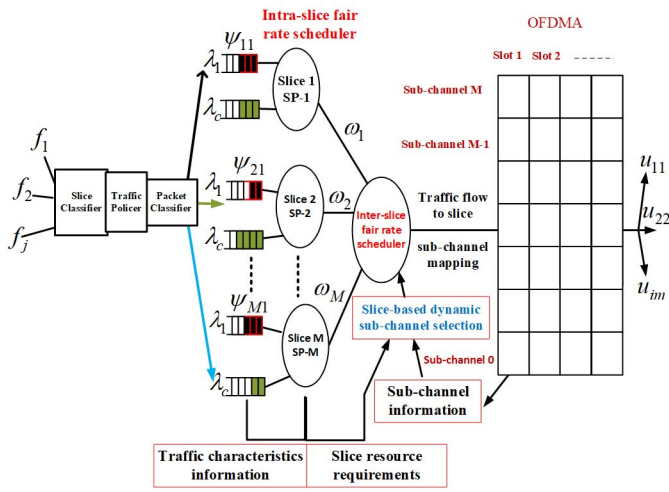 Intra-slice fair
rate scheduler
OFDMA
Slot 1 Slot 2
ψ11
λ1
Slice 1
SP-1
λc
ω1
Sub-channel M
Sub-channel M-1
f1
f2
fj
Slice
Classifier
Traffic
Policer
Packet
Classifier
ψ21
λ1
Slice 2
SP-2
λc
ω2
Inter-slice
fair rate
scheduler
Traffic flow
to slice
sub-channel
mapping
u11
u22
uim
ψM1
λ1
Slice M
SP-M
λc
ωM
Slice-based dynamic
sub-channel selection
Sub-channel 0
Sub-channel
information
Traffic characteristics
information
Slice resource
requirements